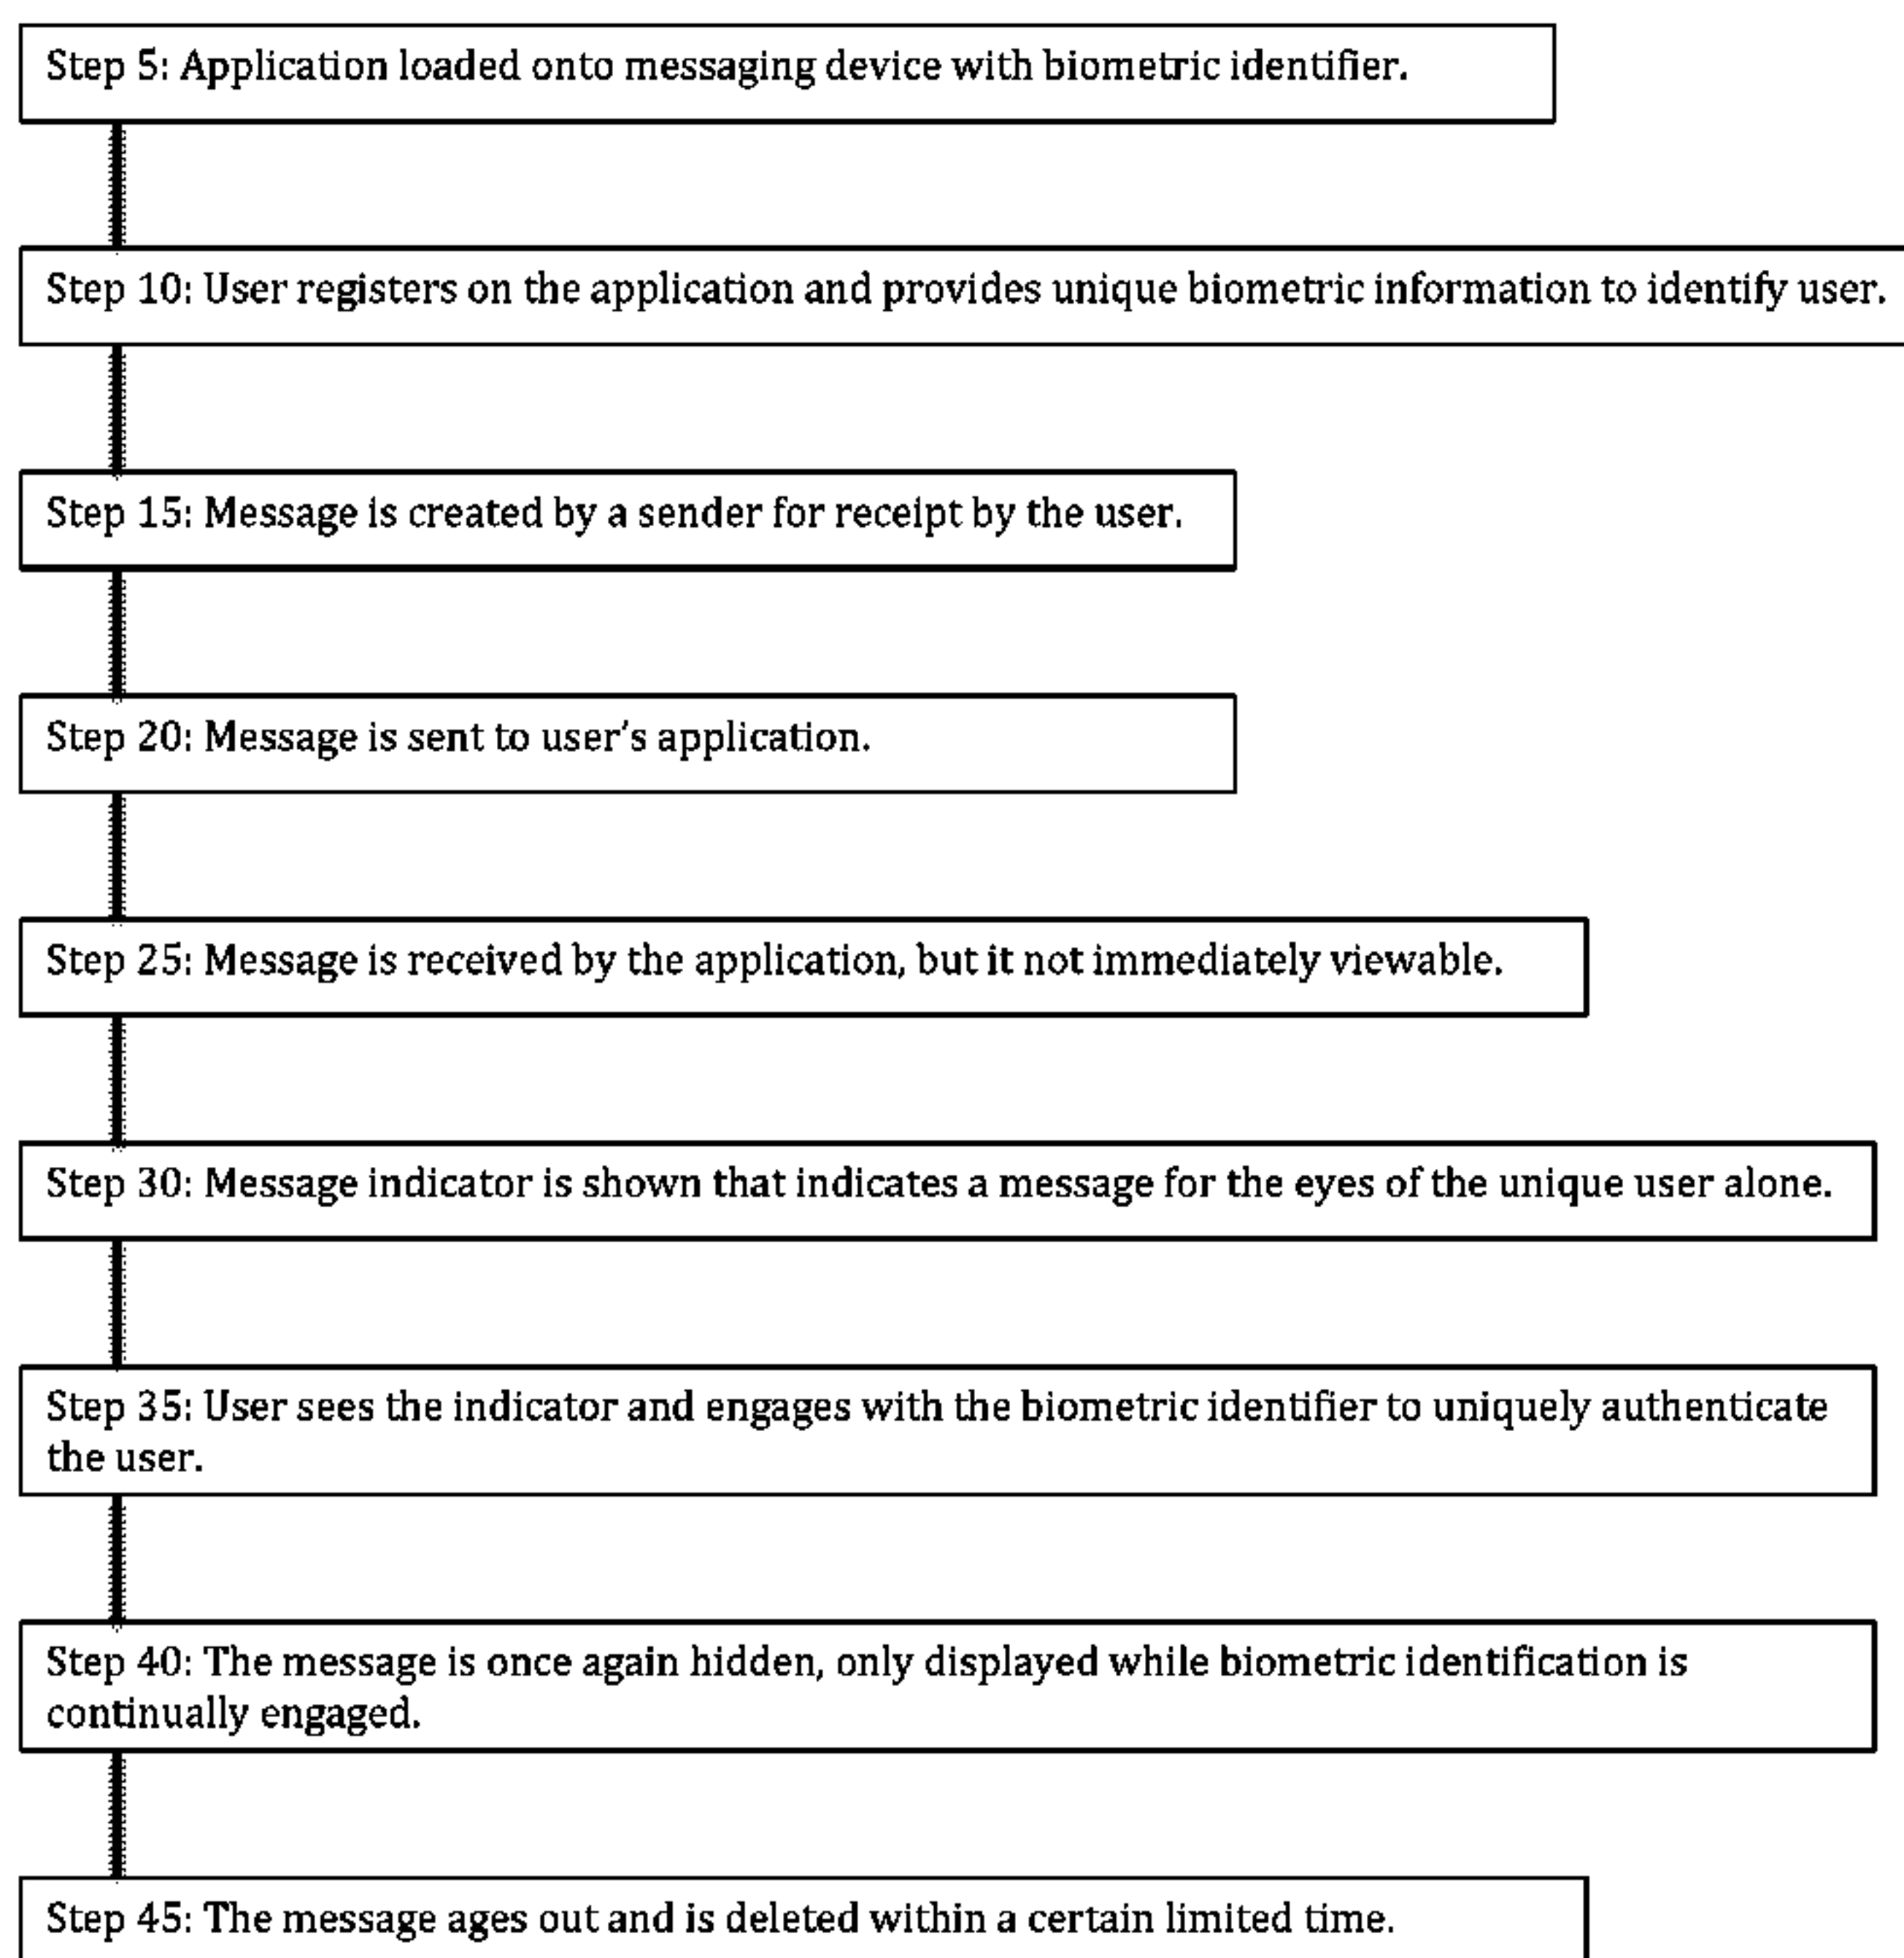 Step 5: Application loaded onto messaging device with biometric identifier.
Step 10: User registers on the application and provides unique biometric information to identify user.
Step 15: Message is created by a sender for receipt by the user.
Step 20: Message is sent to user’s application.
Step 25: Message is received by the application, but it not immediately viewable.
Step 30: Message indicator is shown that indicates a message for the eyes of the unique user alone.
Step 35: User sees the indicator and engages with the biometric identifier to uniquely authenticate
the user.
Step 40: The message is once again hidden, only displayed while biometric identification is
continually engaged.
Step 45: The message ages out and is deleted within a certain limited time.